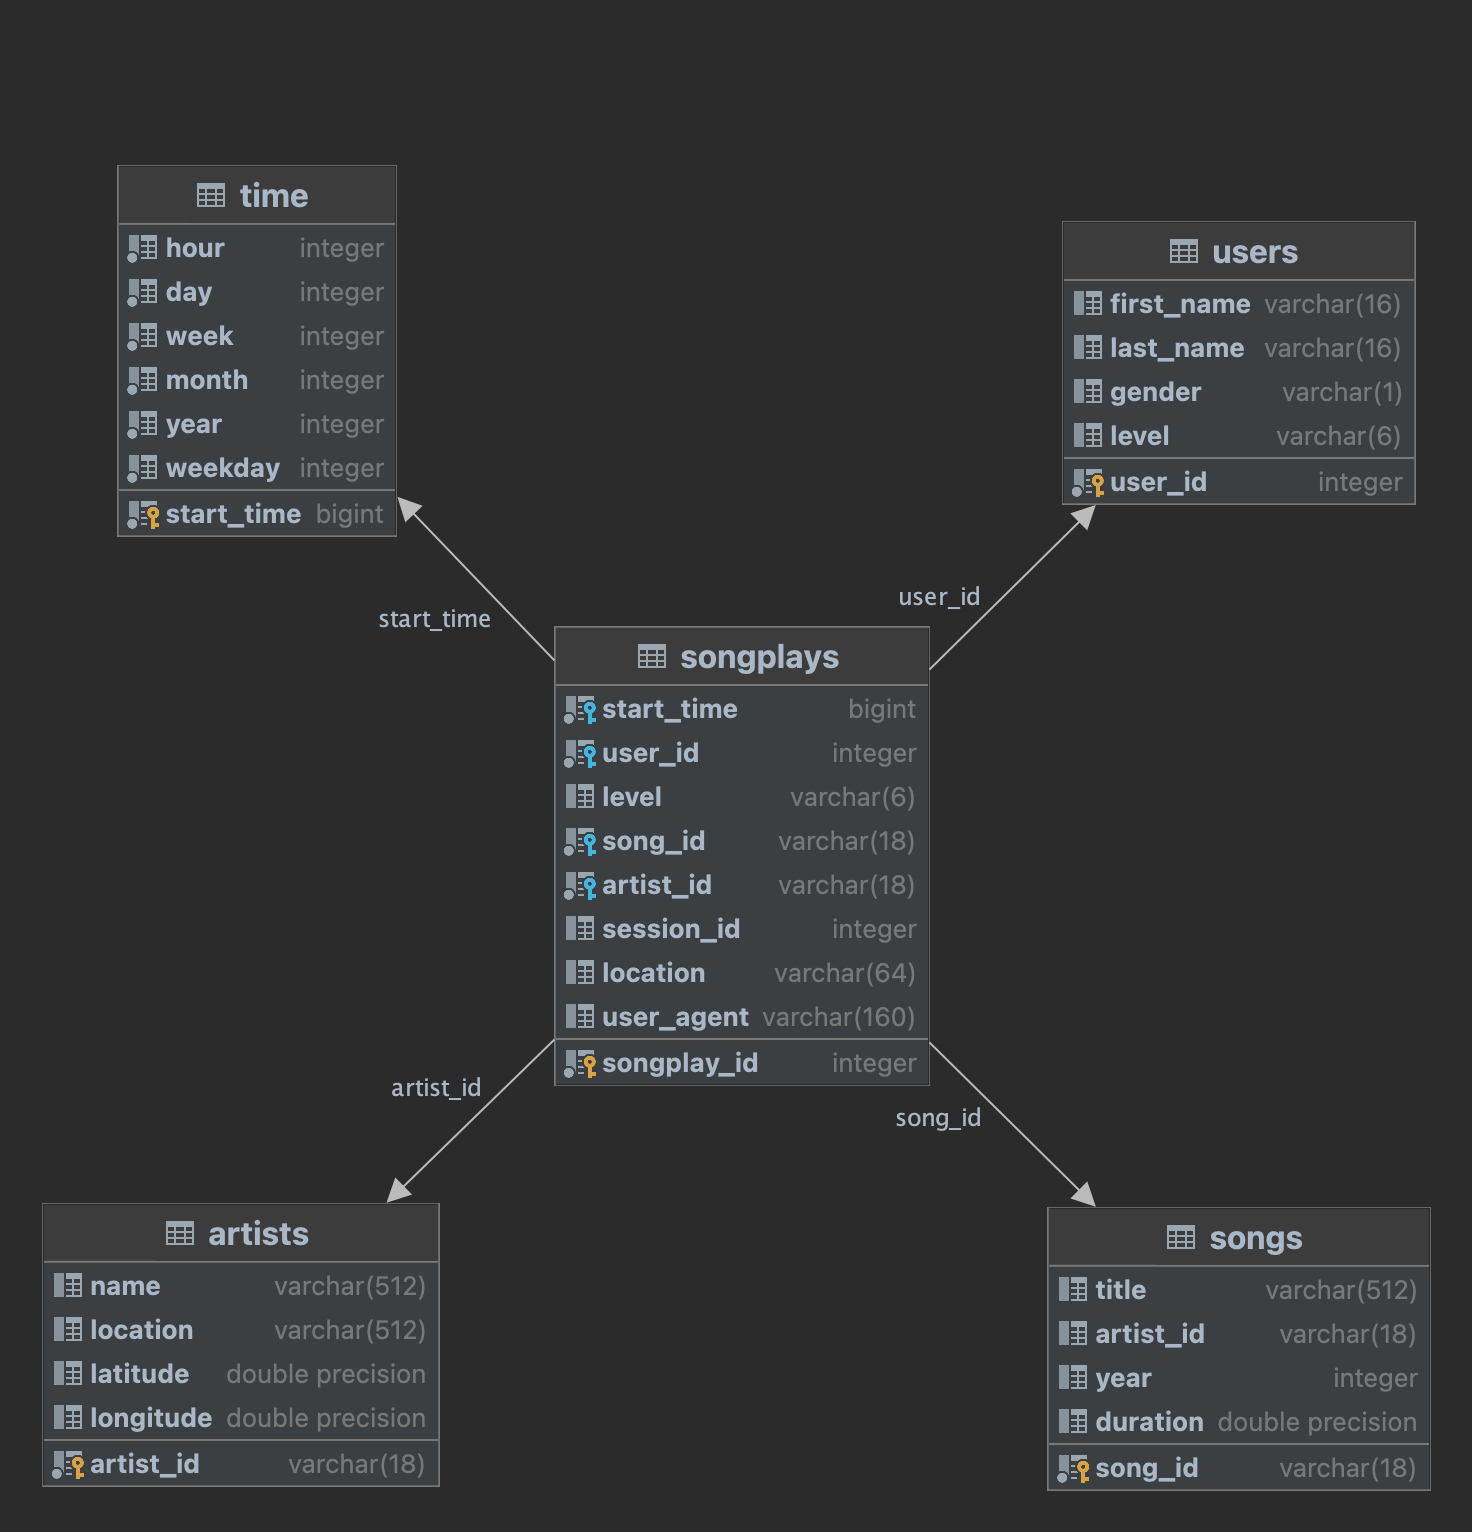 time
hour integer
day integer
week integer
month integer
year integer
weekday integer
start_time bigint
users
first_name varchar(16)
last_name varchar(16)
gender varchar(1)
level varchar(6)
user_id integer
start_time
user_id
songplays
start_time bigint
user_id integer
level varchar(6)
song_id varchar(18)
artist_id varchar(18)
session_id integer
location varchar(64)
user_agent varchar(160)
songplay_id integer
artist_id
song_id
artists
name varchar(512)
location varchar(512)
latitude double precision
longitude double precision
artist_id varchar(18)
songs
title varchar(512)
artist_id varchar(18)
year integer
duration double precision
song_id varchar(18)